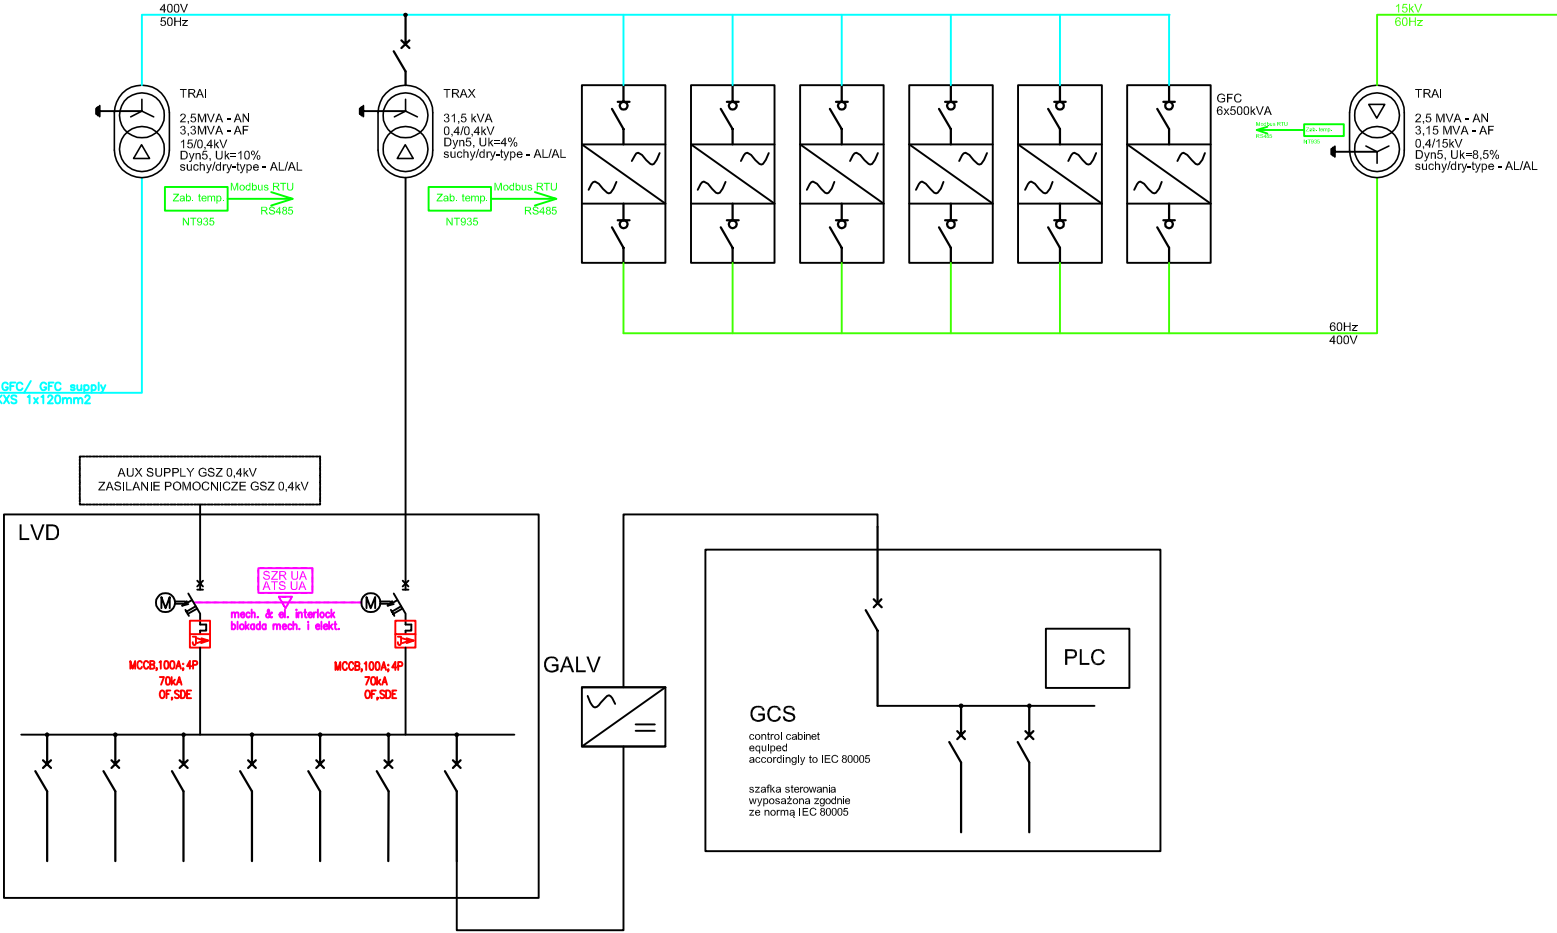 400V
50Hz
15kV
60Hz
TRAI
2,5MVA - AN
3,3MVA - AF
15/0,4kV
Dyn5, Uk=10%
suchy/dry-type - AL/AL
Zab. temp.
Modbus RTU
RS485
NT935
TRAX
31,5 kVA
0,4/0,4kV
Dyn5, Uk=4%
suchy/dry-type - AL/AL
Zab. temp.
Modbus RTU
RS485
NT935
GFC
6x500kVA
Modbus RTU
RS485
Zab. temp.
NT935
TRAI
2,5 MVA - AN
3,15 MVA - AF
0,4/15kV
Dyn5, Uk=8,5%
suchy/dry-type - AL/AL
60Hz
400V
GFC/ GFC supply
XS 1x120mm2
AUX SUPPLY GSZ 0,4kV
ZASILANIE POMOCNICZE GSZ 0,4kV
LVD
SZR UA
ATS UA
M
M
mech. & el. interlock
blokada mech. i elekt.
MCCB,100A; 4P
70kA
OF,SDE
MCCB,100A; 4P
70kA
OF,SDE
GALV
PLC
GCS
control cabinet
equiped
accordingly to IEC 80005
szafka sterowania
wyposażona zgodnie
ze normą IEC 80005